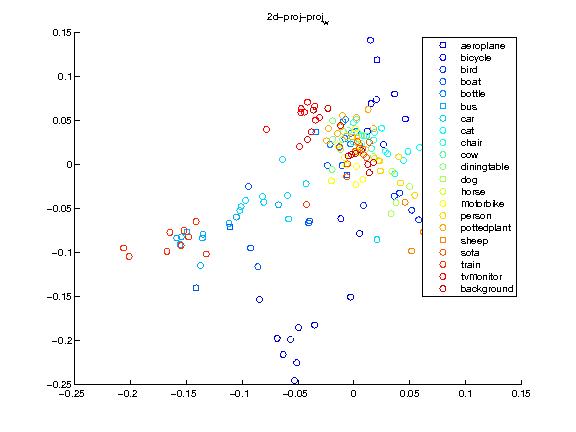 2d-proj-proj_w
0.15
0.1
0.05
0
-0.05
-0.1
-0.15
-0.2
-0.25
-0.25
-0.2
-0.15
-0.1
-0.05
0
0.05
0.1
0.15
aeroplane
bicycle
bird
boat
bottle
bus
car
cat
chair
cow
diningtable
dog
horse
motorbike
person
pottedplant
sheep
sofa
train
tvmonitor
background